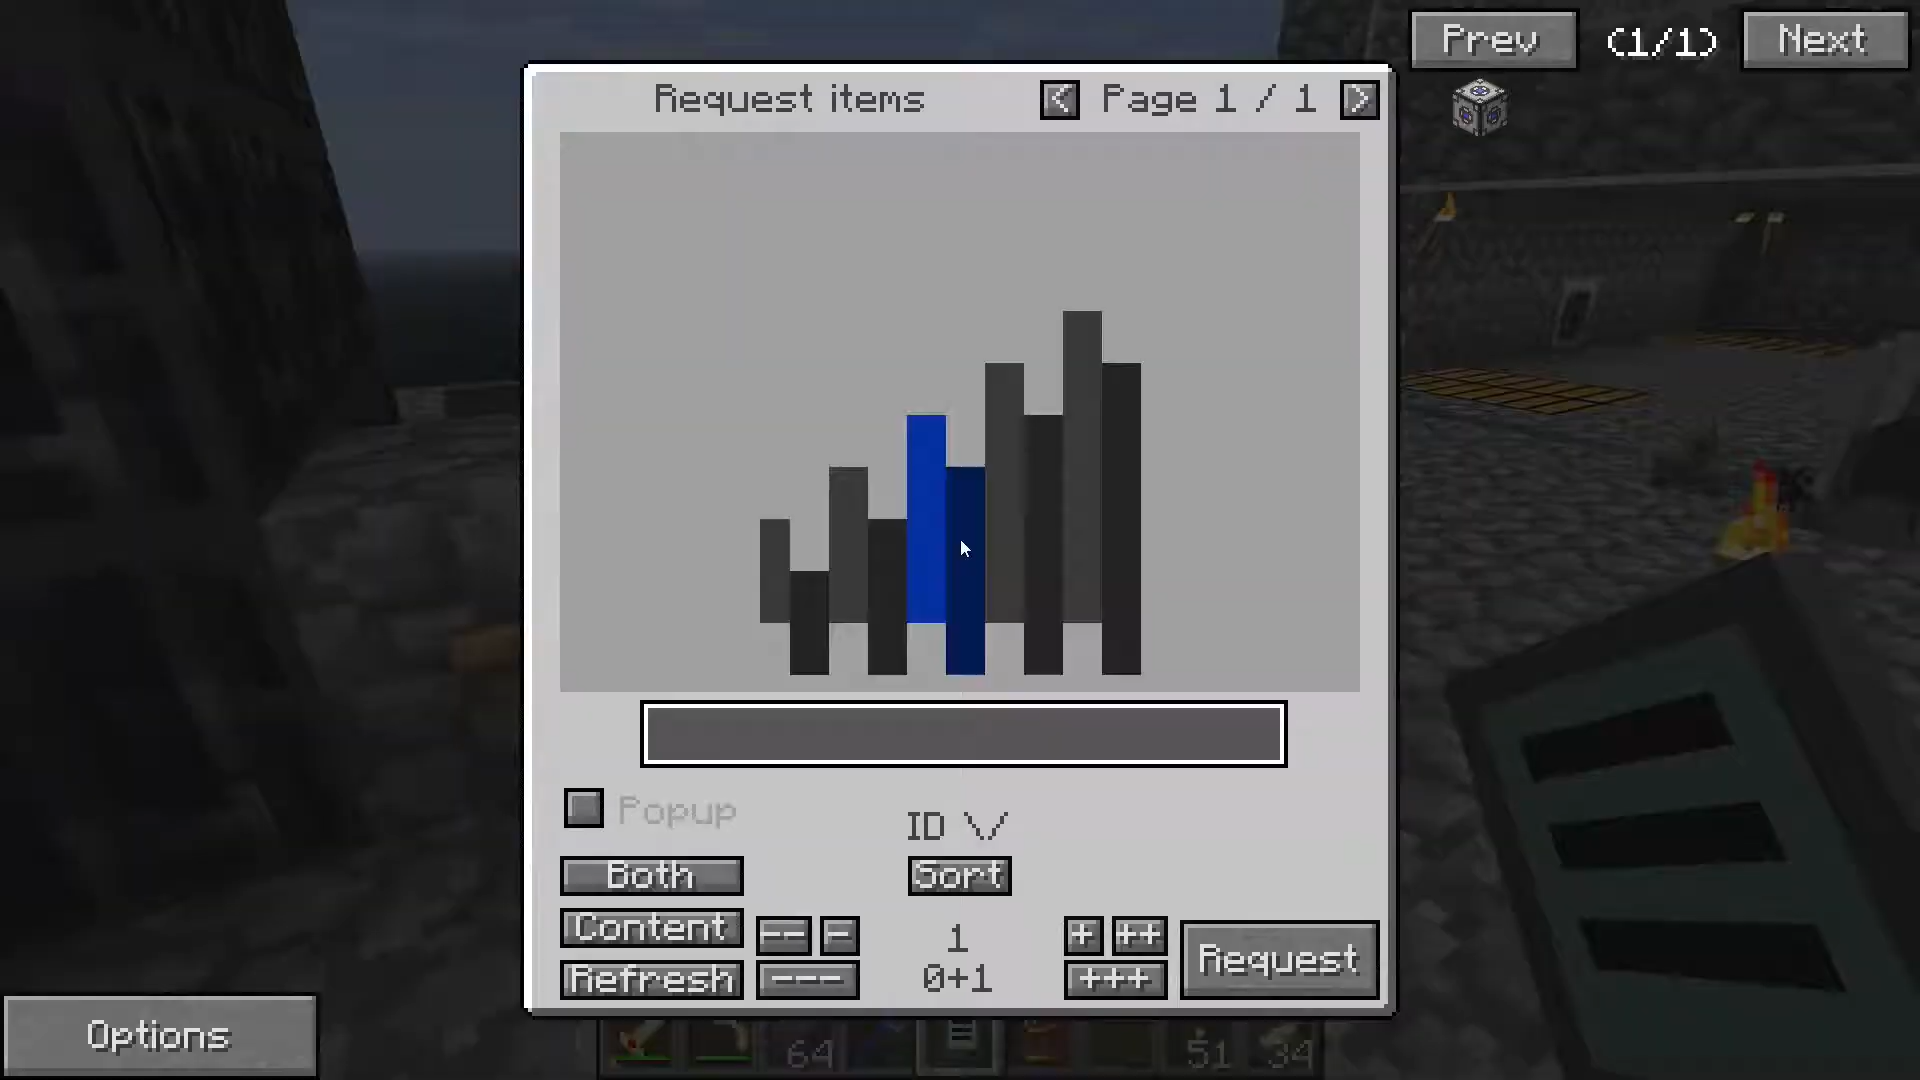 Prev (1/1) Next
Request items < Page 1 / 1 >
Popup
ID \/
Both Sort
Content -- - 1 + ++ Request
Refresh --- 0+1 +++
Options
64 51 34